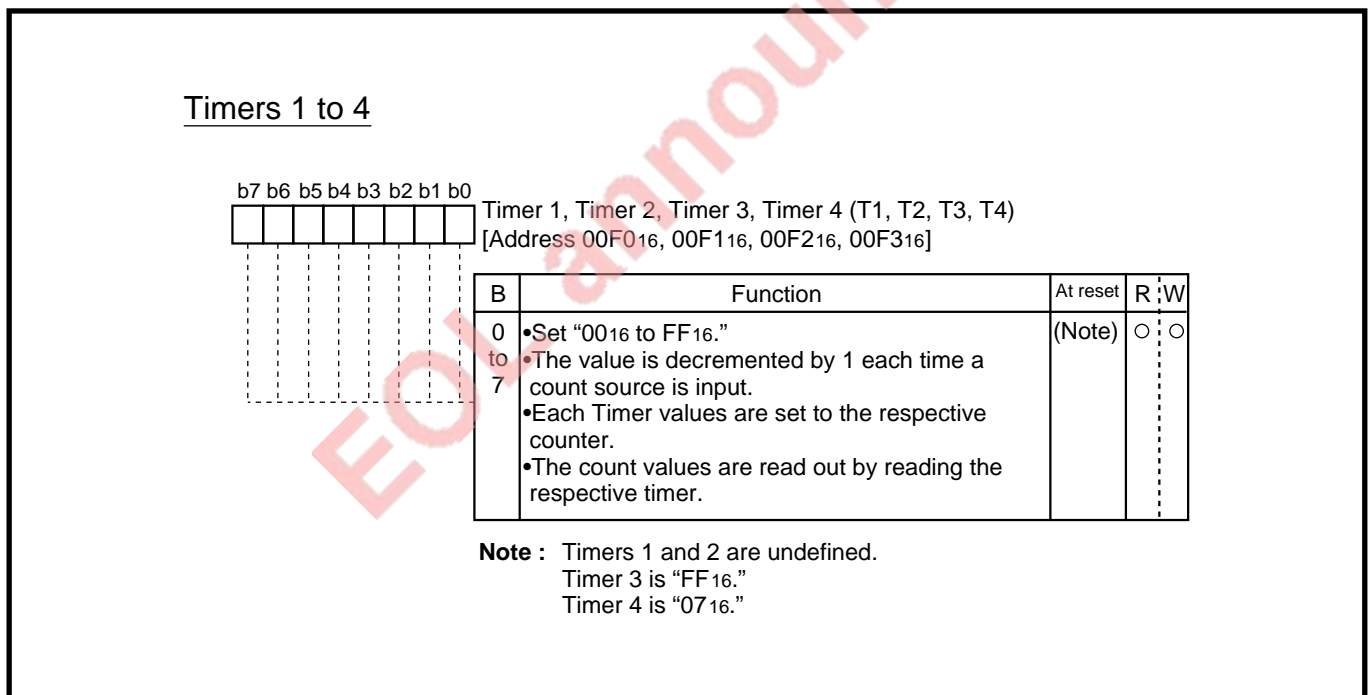 Timers 1 to 4
b7 b6 b5 b4 b3 b2 b1 b0
Timer 1, Timer 2, Timer 3, Timer 4 (T1, T2, T3, T4)
[Address 00F016, 00F116, 00F216, 00F316]
B Function At reset R W
0 •Set “0016 to FF16.” (Note) ○ ○
to •The value is decremented by 1 each time a
7 count source is input.
•Each Timer values are set to the respective
counter.
•The count values are read out by reading the
respective timer.
Note : Timers 1 and 2 are undefined.
Timer 3 is “FF16.”
Timer 4 is “0716.”
EOL announ